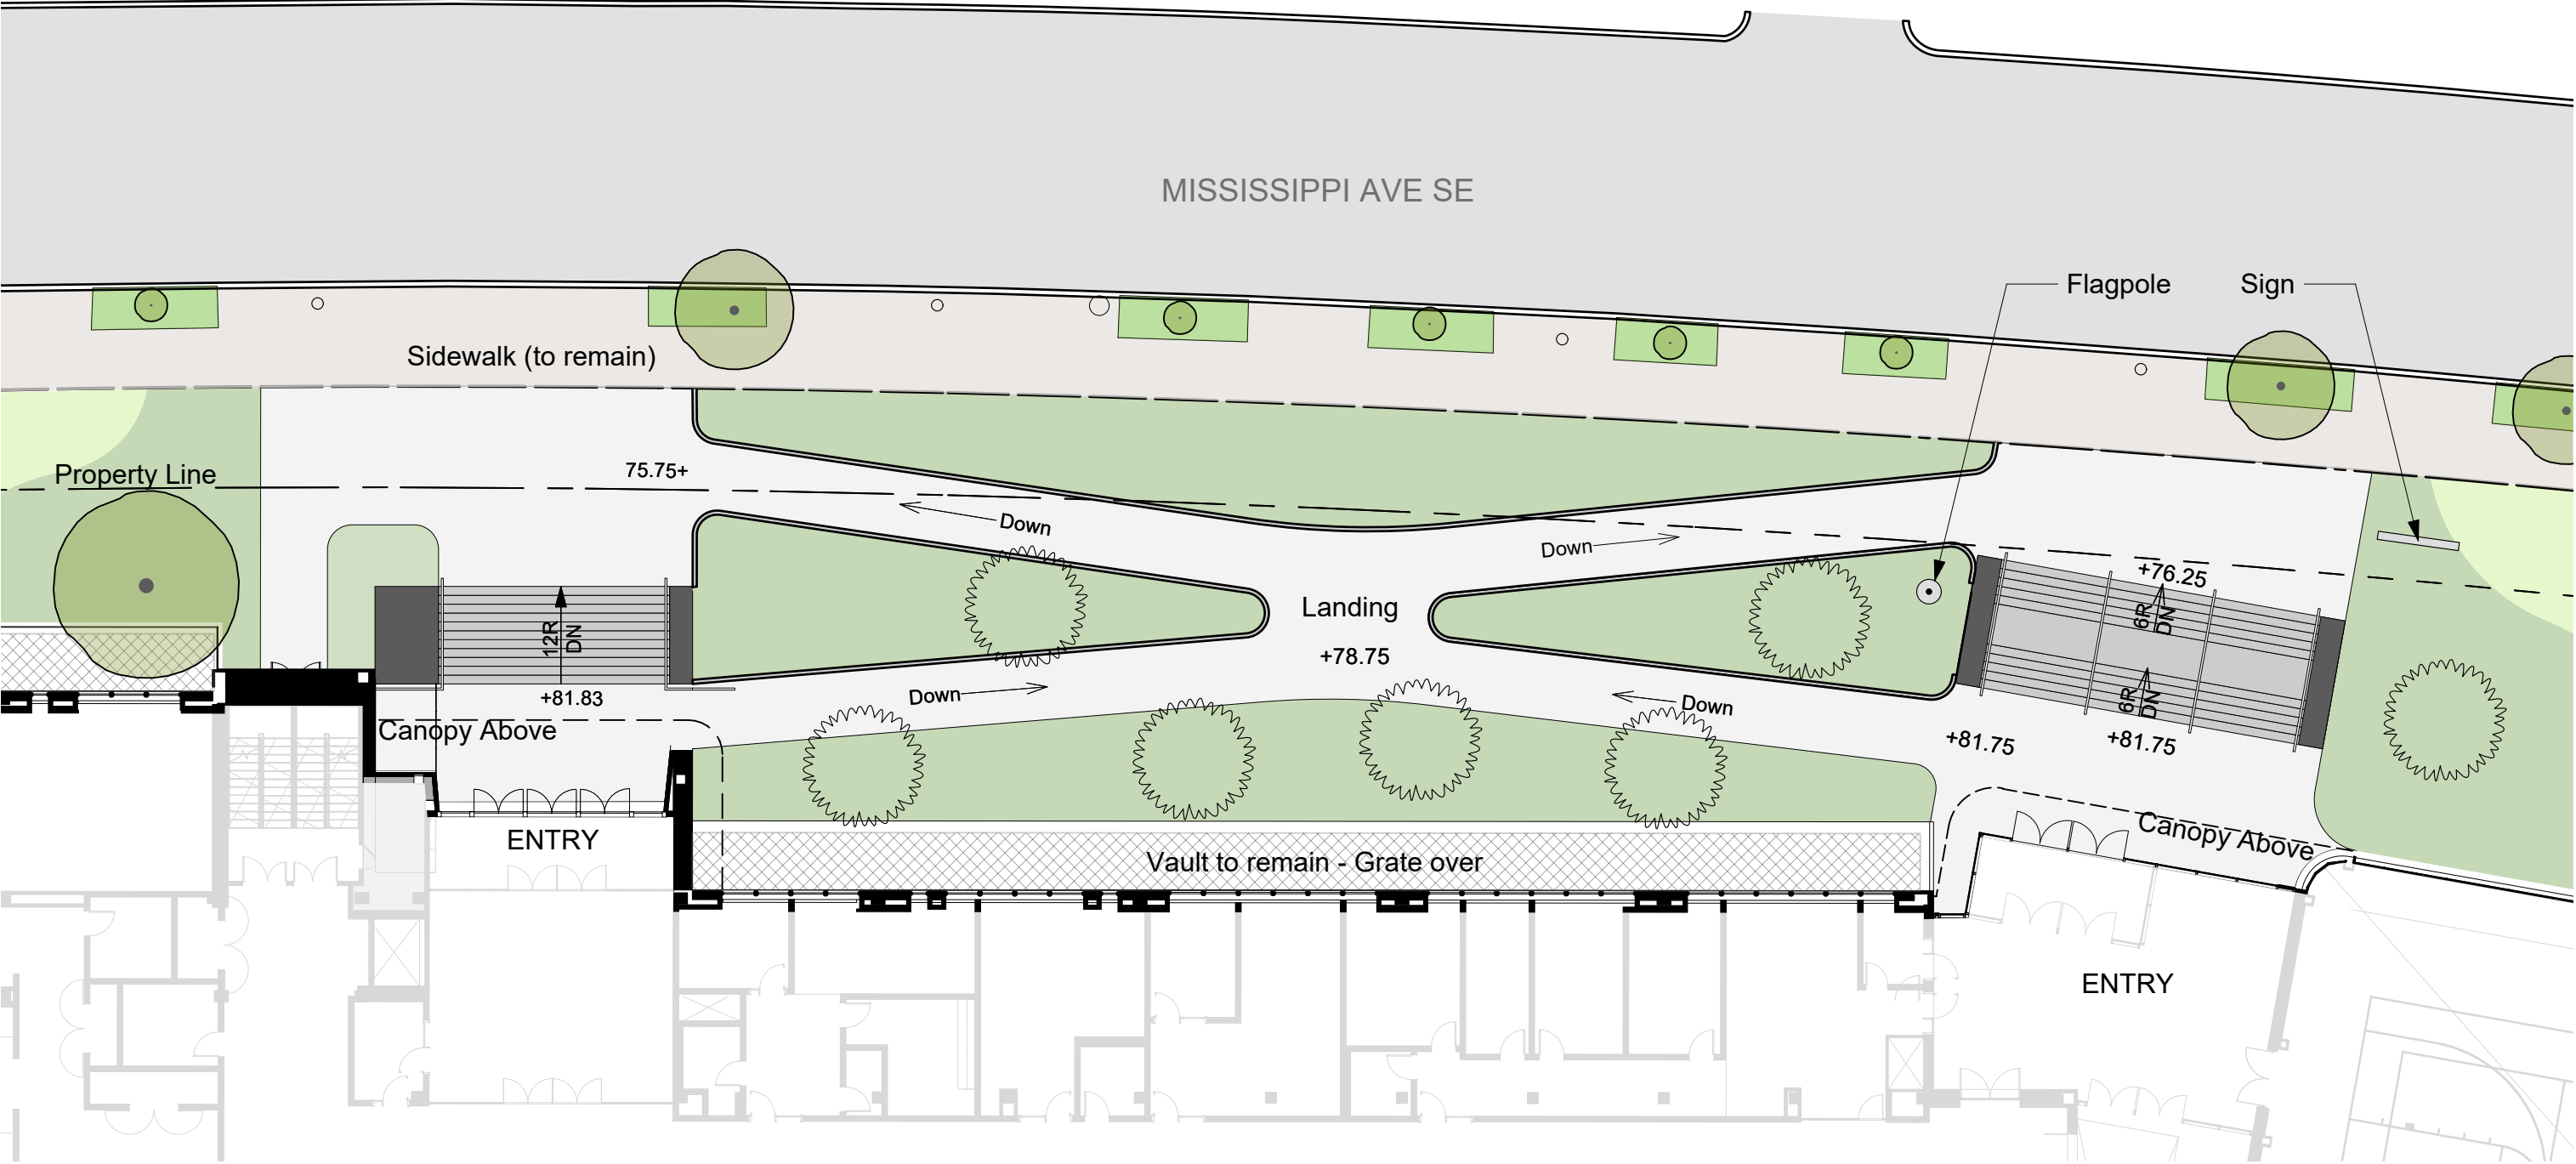 MISSISSIPPI AVE SE
Flagpole
Sign
Sidewalk (to remain)
Property Line
75.75+
Down
Down
+76.25
6R
DN
Landing
12R
DN
+78.75
+81.83
Down
Down
6R
DN
Canopy Above
+81.75
+81.75
Canopy Above
ENTRY
Vault to remain - Grate over
ENTRY